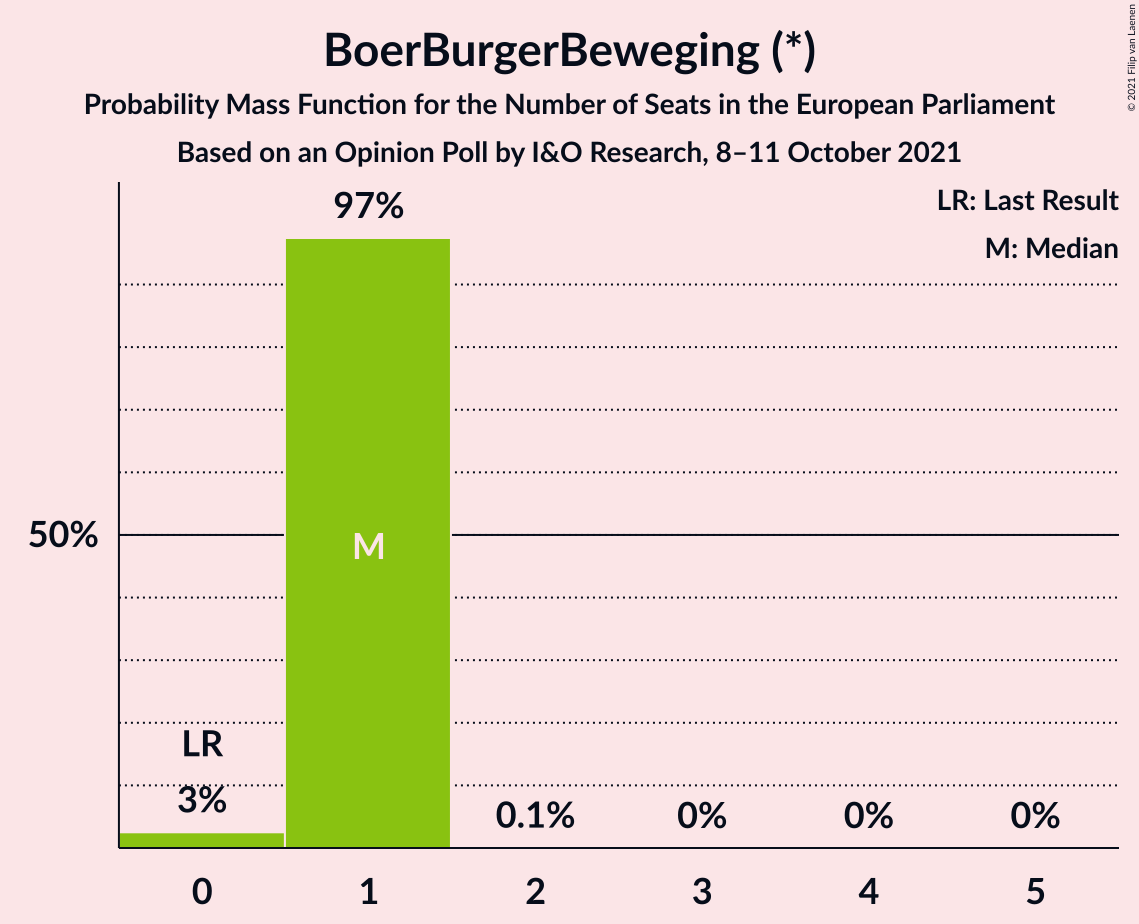 BoerBurgerBeweging (*)
Probability Mass Function for the Number of Seats in the European Parliament
Based on an Opinion Poll by I&O Research, 8–11 October 2021
© 2021 Filip van Laenen
LR: Last Result
M: Median
97%
50%
M
LR
3%
0.1%
0%
0%
0%
0
1
2
3
4
5